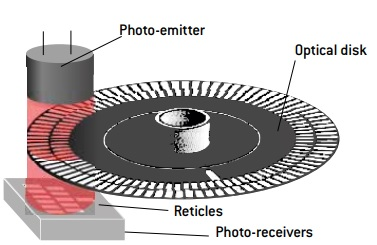 Photo-emitter
Optical disk
Reticles
Photo-receivers